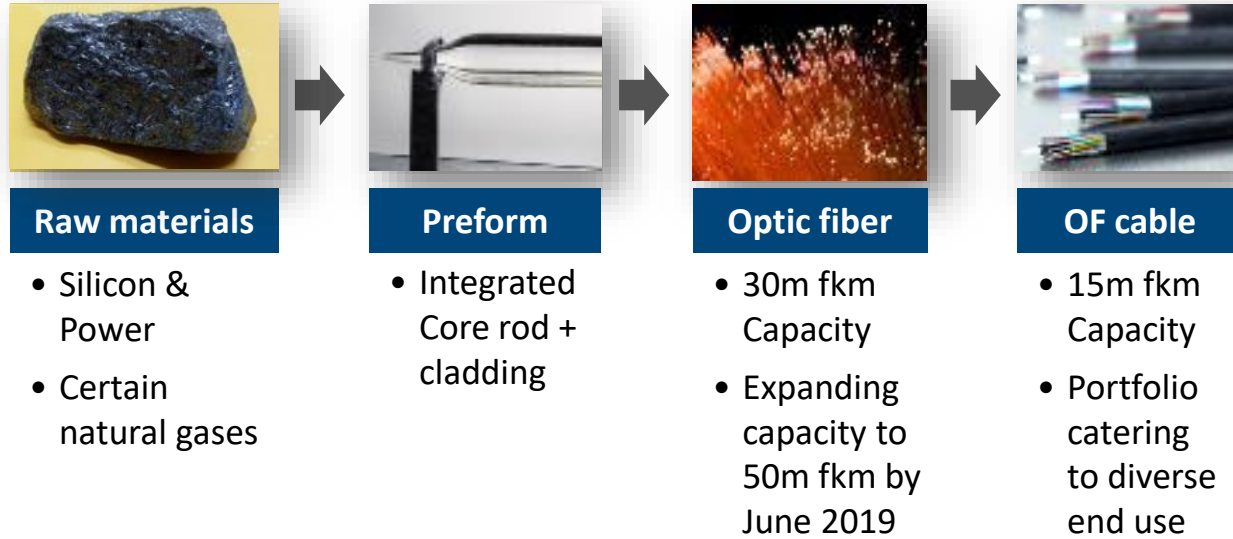 Raw materials
• Silicon &
Power
• Certain
natural gases
Preform
• Integrated
Core rod +
cladding
Optic fiber
• 30m fkm
Capacity
• Expanding
capacity to
50m fkm by
June 2019
OF cable
• 15m fkm
Capacity
• Portfolio
catering
to diverse
end use